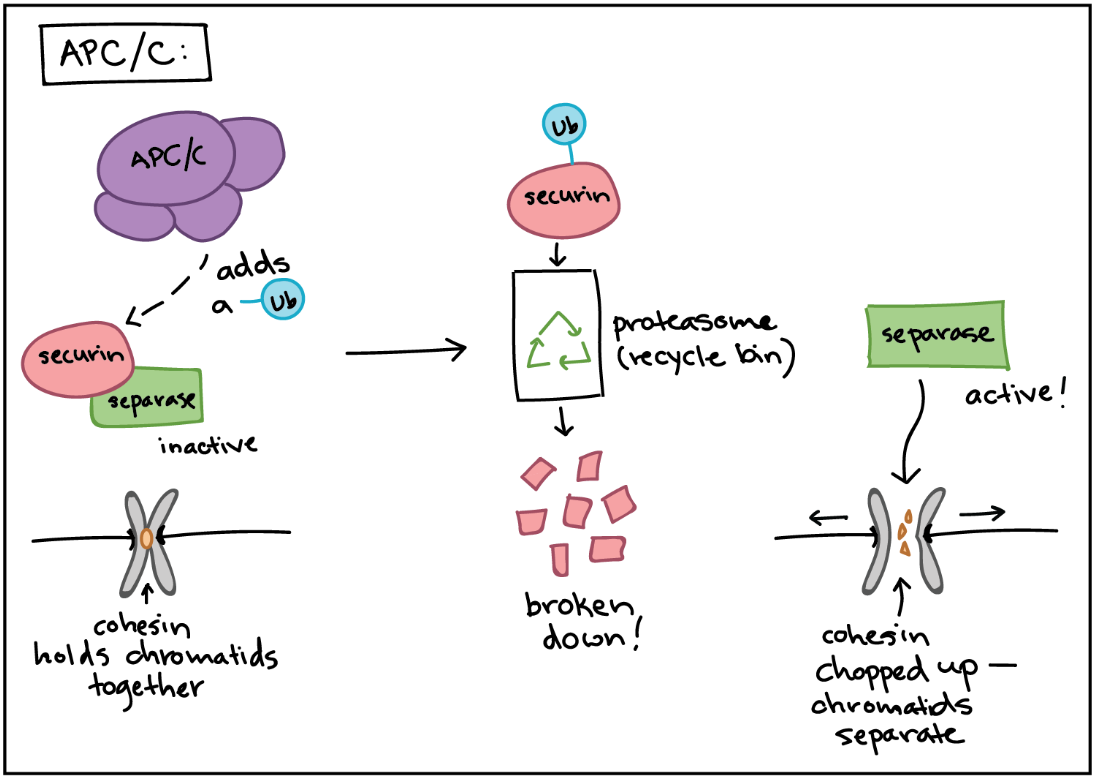 APC/C:
APC/C
adds
a Ub
securin
separase
inactive
cohesin
holds chromatids
together
Ub
securin
proteasome
(recycle bin)
broken
down!
separase
active!
cohesin
chopped up —
chromatids
separate